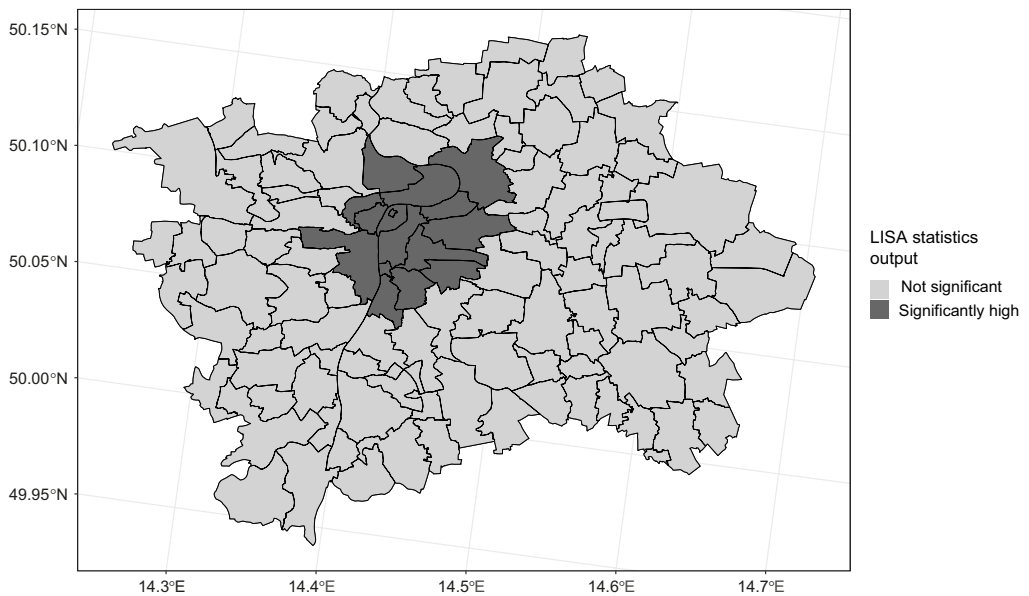 50.15°N
50.10°N
50.05°N
50.00°N
49.95°N
14.3°E
14.4°E
14.5°E
14.6°E
14.7°E
LISA statistics
output
Not significant
Significantly high